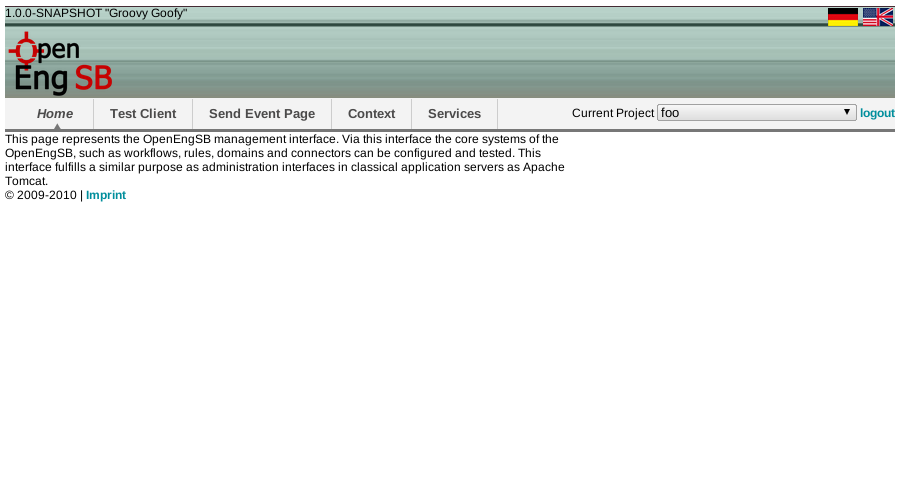 1.0.0-SNAPSHOT "Groovy Goofy"
Open
Eng SB
Home Test Client Send Event Page Context Services Current Project foo logout
This page represents the OpenEngSB management interface. Via this interface the core systems of the
OpenEngSB, such as workflows, rules, domains and connectors can be configured and tested. This
interface fulfills a similar purpose as administration interfaces in classical application servers as Apache
Tomcat.
© 2009-2010 | Imprint